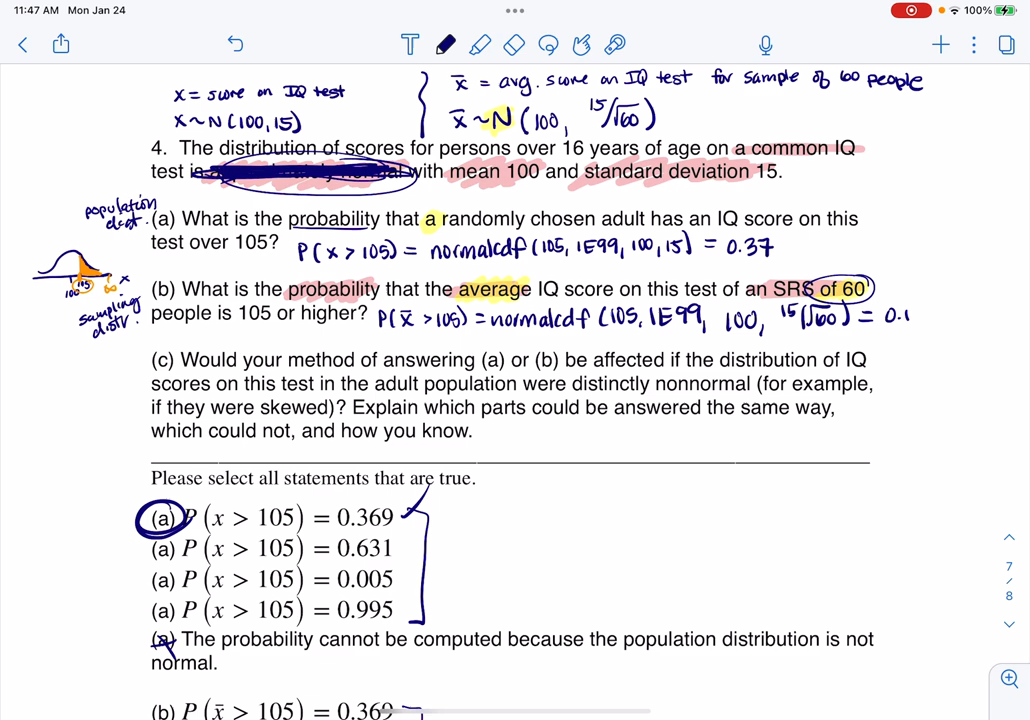 11:47 AM Mon Jan 24
100%
x = score on IQ test
x ~ N(100, 15)
x̄ = avg. score on IQ test for sample of 60 people
x̄ ~ N(100, 15/√60)
4. The distribution of scores for persons over 16 years of age on a common IQ
test is with mean 100 and standard deviation 15.
population
dist.
(a) What is the probability that a randomly chosen adult has an IQ score on this
test over 105?
P(x > 105) = normalcdf(105, 1E99, 100, 15) = 0.37
100 105 x
sampling
distr.
(b) What is the probability that the average IQ score on this test of an SRS of 60
people is 105 or higher?
P(x̄ > 105) = normalcdf(105, 1E99, 100, 15/√60) = 0.1
(c) Would your method of answering (a) or (b) be affected if the distribution of IQ
scores on this test in the adult population were distinctly nonnormal (for example,
if they were skewed)? Explain which parts could be answered the same way,
which could not, and how you know.
Please select all statements that are true.
(a) P(x > 105) = 0.369
(a) P(x > 105) = 0.631
(a) P(x > 105) = 0.005
(a) P(x > 105) = 0.995
(a) The probability cannot be computed because the population distribution is not
normal.
(b) P(x̄ > 105) = 0.369
7
/
8